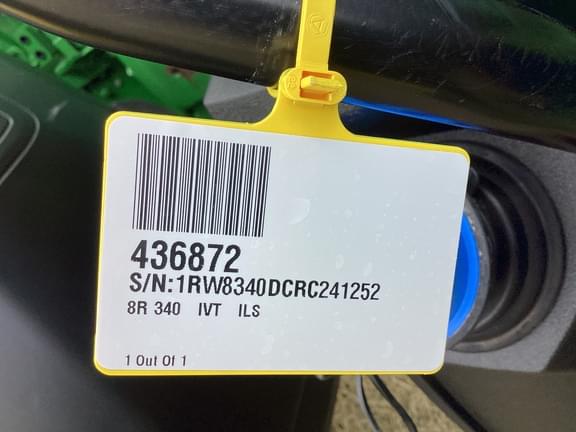 436872
S/N:1RW8340DCRC241252
8R 340 IVT ILS
1 Out Of 1